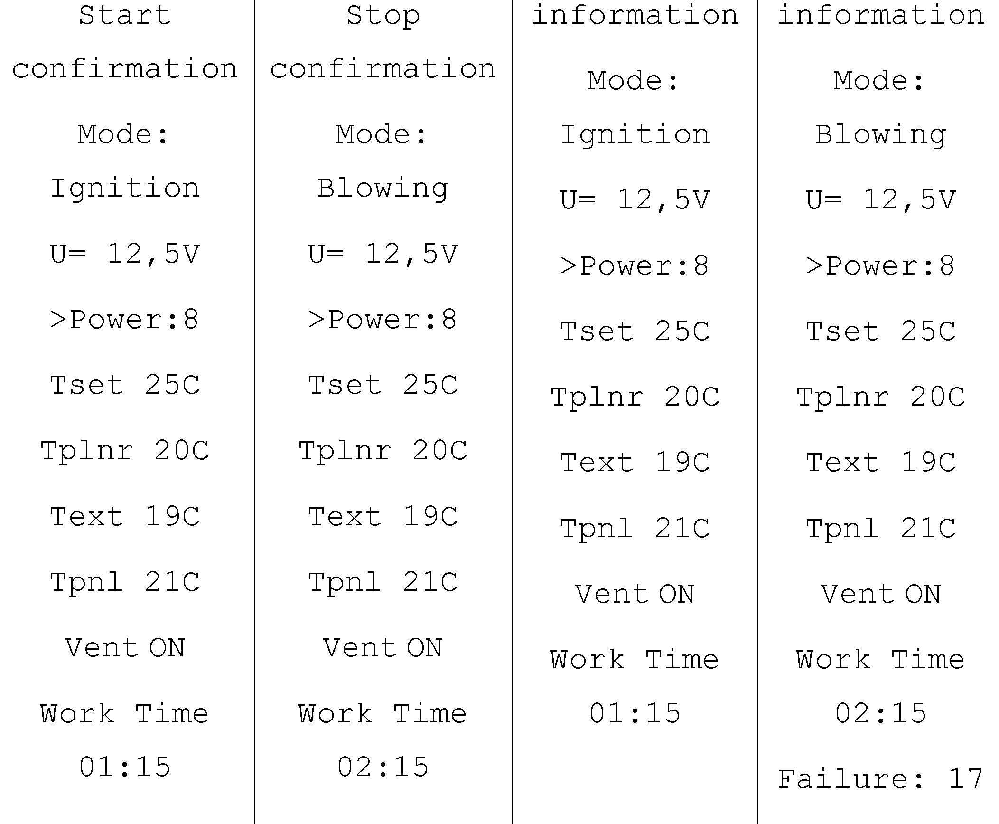 Start
confirmation
Mode:
Ignition
U= 12,5V
>Power:8
Tset 25C
Tplnr 20C
Text 19C
Tpnl 21C
Vent ON
Work Time
01:15
Stop
confirmation
Mode:
Blowing
U= 12,5V
>Power:8
Tset 25C
Tplnr 20C
Text 19C
Tpnl 21C
Vent ON
Work Time
02:15
information
Mode:
Ignition
U= 12,5V
>Power:8
Tset 25C
Tplnr 20C
Text 19C
Tpnl 21C
Vent ON
Work Time
01:15
information
Mode:
Blowing
U= 12,5V
>Power:8
Tset 25C
Tplnr 20C
Text 19C
Tpnl 21C
Vent ON
Work Time
02:15
Failure: 17